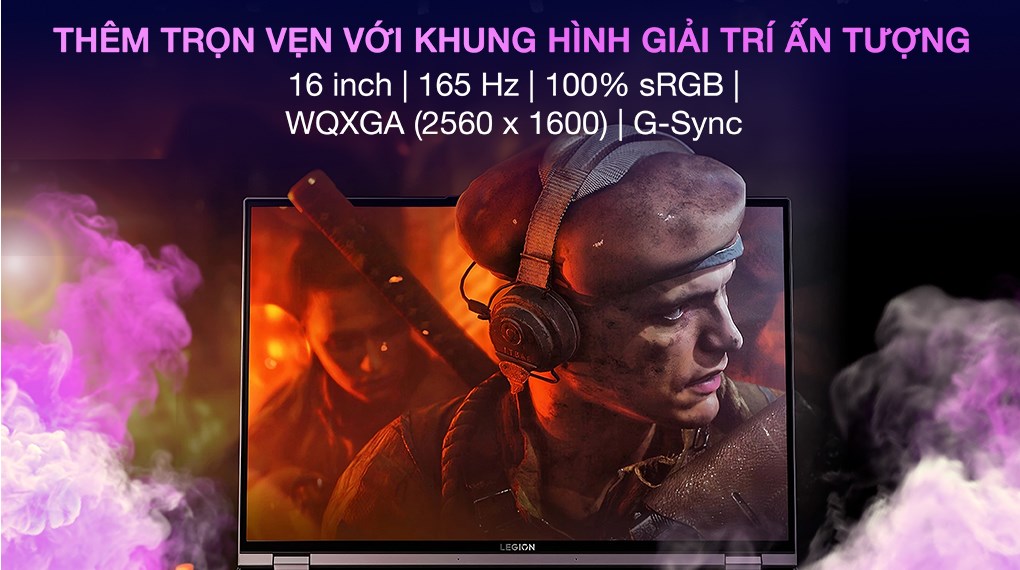 THÊM TRỌN VẸN VỚI KHUNG HÌNH GIẢI TRÍ ẤN TƯỢNG
16 inch | 165 Hz | 100% sRGB |
WQXGA (2560 x 1600) | G-Sync
LEGION